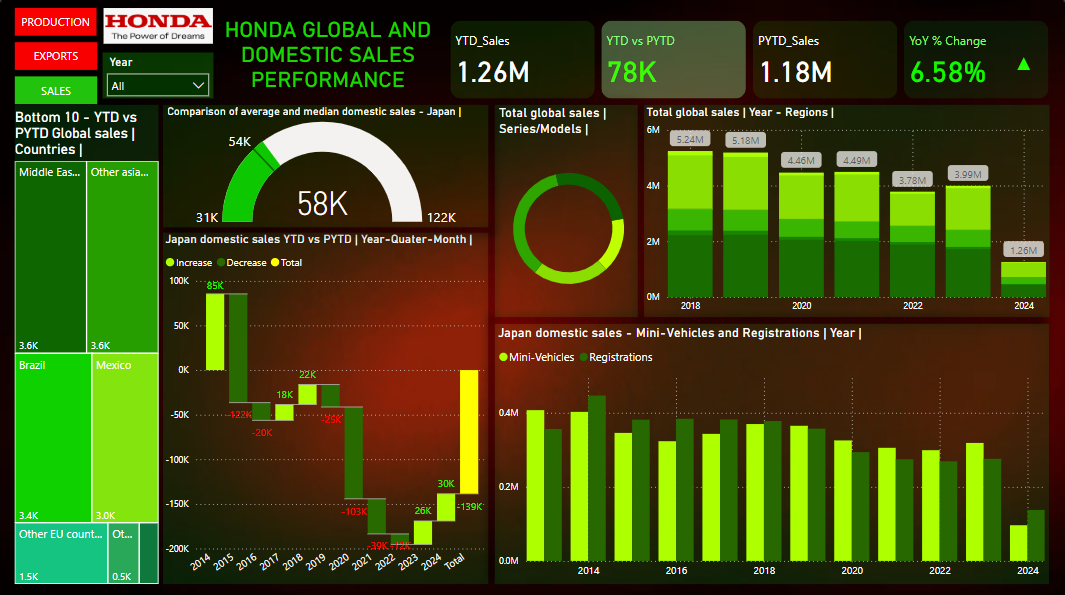 PRODUCTION
EXPORTS
SALES
HONDA
The Power of Dreams
Year
All
HONDA GLOBAL AND
DOMESTIC SALES
PERFORMANCE
YTD_Sales
1.26M
YTD vs PYTD
78K
PYTD_Sales
1.18M
YoY % Change
6.58%
Bottom 10 - YTD vs
PYTD Global sales |
Countries |
Middle Eas...
Other asia...
3.6K
3.6K
Brazil
Mexico
3.4K
3.0K
Other EU count...
Ot...
1.5K
0.5K
Comparison of average and median domestic sales - Japan |
54K
58K
31K
122K
Japan domestic sales YTD vs PYTD | Year-Quater-Month |
Increase
Decrease
Total
100K
50K
0K
-50K
-100K
-150K
-200K
85K
-122K
-20K
18K
22K
-25K
-103K
-39K
26K
30K
-139K
2014
2015
2016
2017
2018
2019
2020
2021
2022
2023
2024
Total
Total global sales |
Series/Models |
Total global sales | Year - Regions |
6M
4M
2M
0M
5.24M
5.18M
4.46M
4.49M
3.78M
3.99M
1.26M
2018
2020
2022
2024
Japan domestic sales - Mini-Vehicles and Registrations | Year |
Mini-Vehicles
Registrations
0.4M
0.2M
0.0M
2014
2016
2018
2020
2022
2024